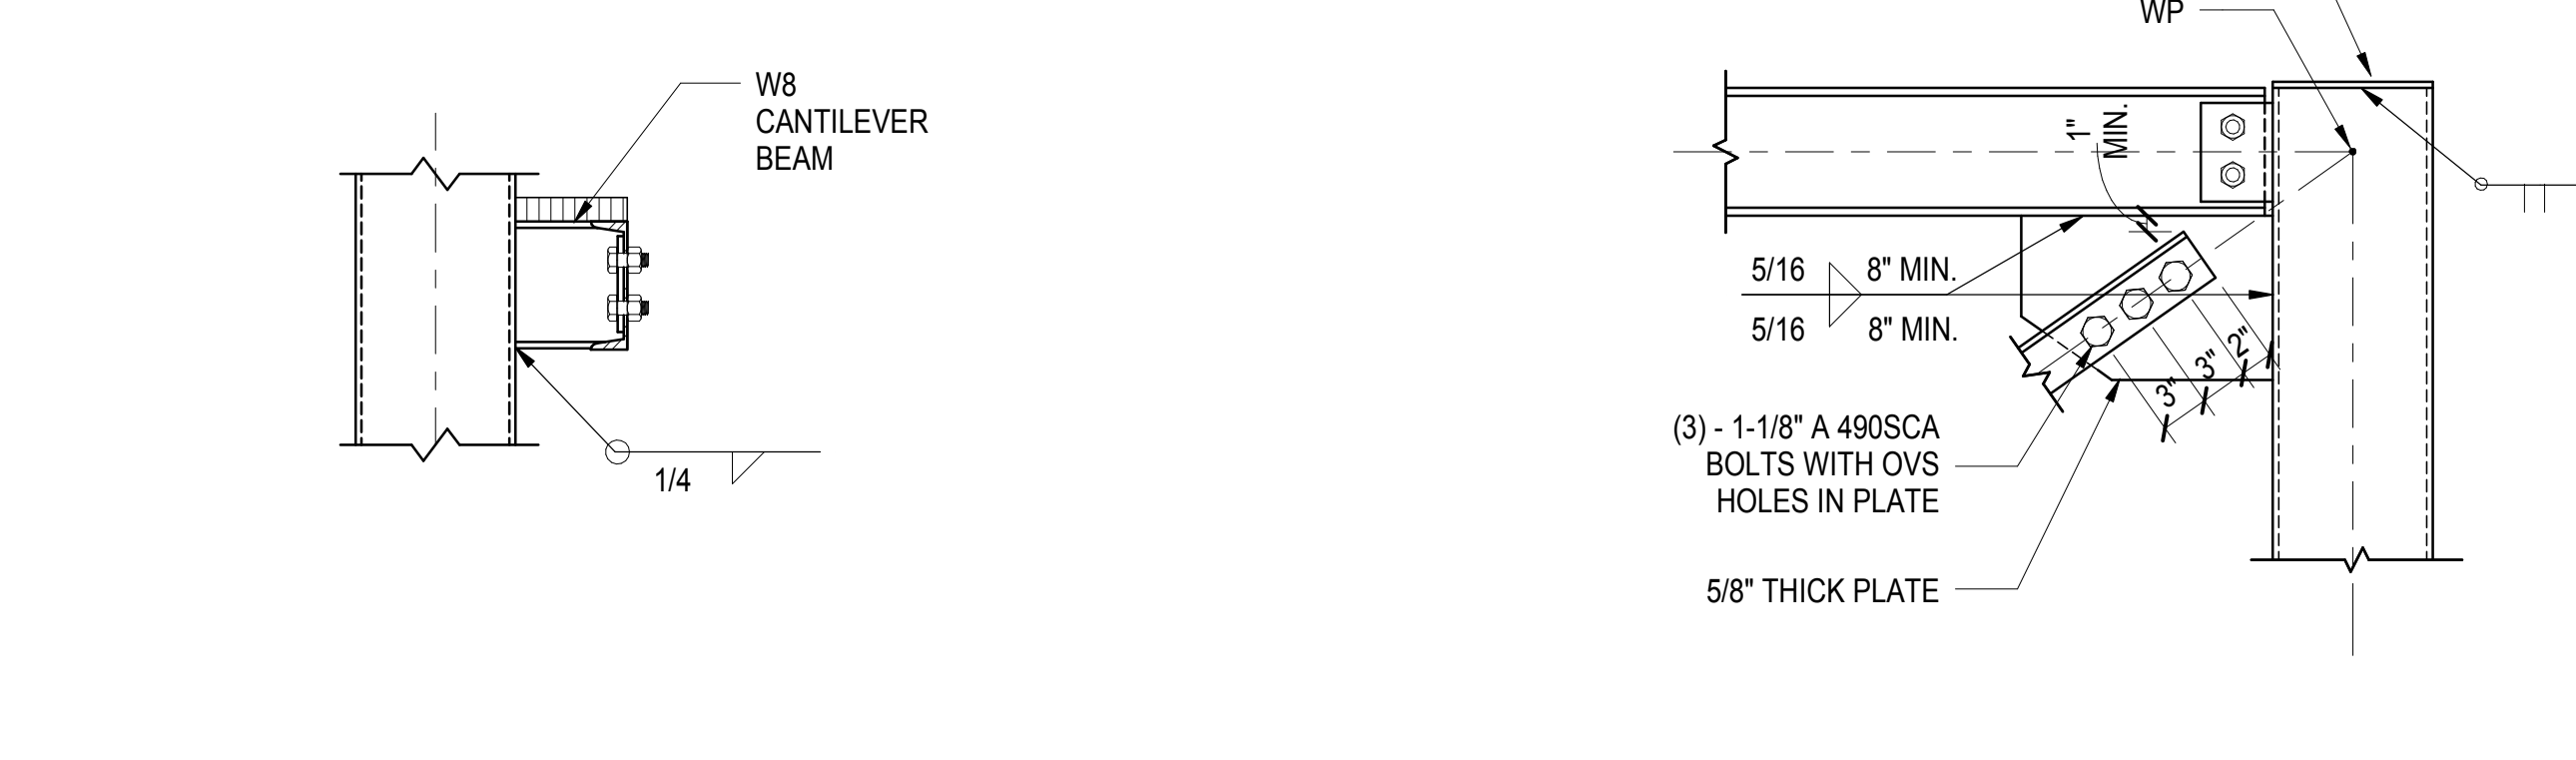 W8
CANTILEVER
BEAM
1/4
WP
1"
MIN.
5/16 8" MIN.
5/16 8" MIN.
3" 3" 2"
(3) - 1-1/8" A 490SCA
BOLTS WITH OVS
HOLES IN PLATE
5/8" THICK PLATE